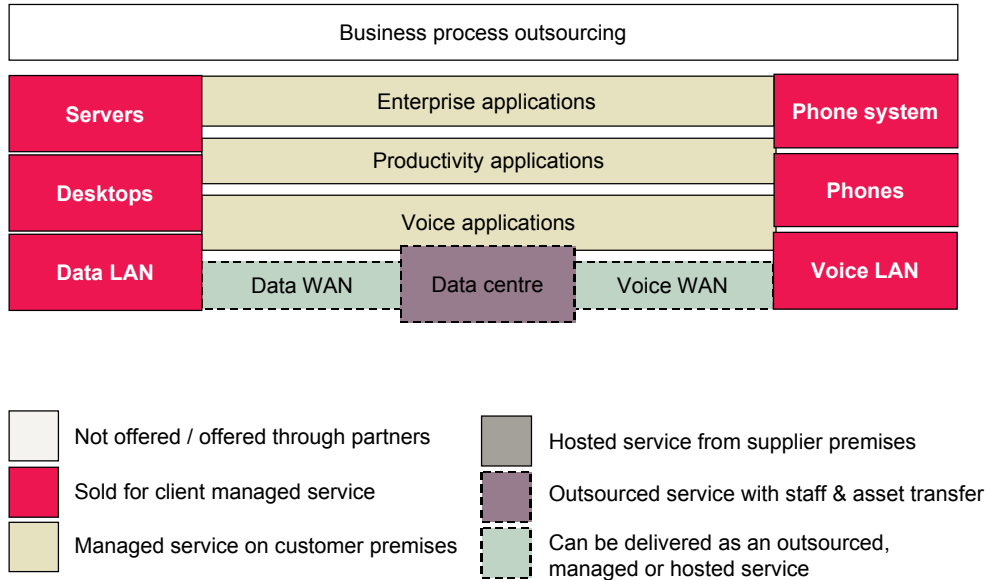 Business process outsourcing
Servers
Enterprise applications
Phone system
Productivity applications
Desktops
Phones
Voice applications
Data LAN
Data WAN
Data centre
Voice WAN
Voice LAN
Not offered / offered through partners
Sold for client managed service
Managed service on customer premises
Hosted service from supplier premises
Outsourced service with staff & asset transfer
Can be delivered as an outsourced,
managed or hosted service